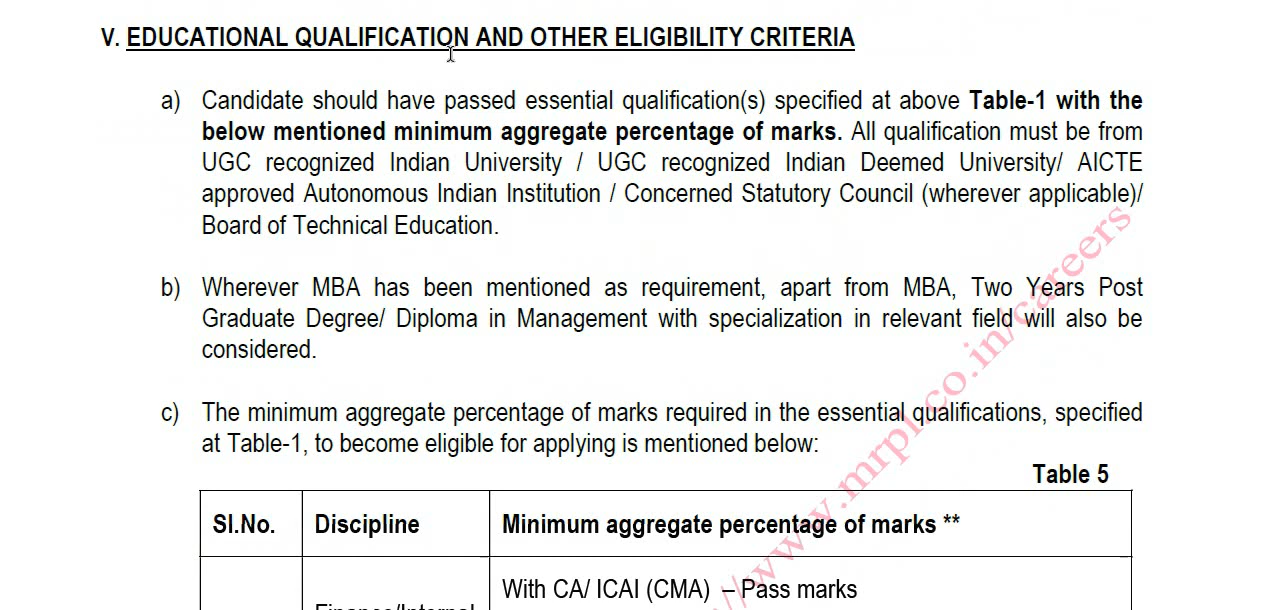 V. EDUCATIONAL QUALIFICATION AND OTHER ELIGIBILITY CRITERIA
a) Candidate should have passed essential qualification(s) specified at above Table-1 with the
below mentioned minimum aggregate percentage of marks. All qualification must be from
UGC recognized Indian University / UGC recognized Indian Deemed University/ AICTE
approved Autonomous Indian Institution / Concerned Statutory Council (wherever applicable)/
Board of Technical Education.
b) Wherever MBA has been mentioned as requirement, apart from MBA, Two Years Post
Graduate Degree/ Diploma in Management with specialization in relevant field will also be
considered.
c) The minimum aggregate percentage of marks required in the essential qualifications, specified
at Table-1, to become eligible for applying is mentioned below:
Table 5
Sl.No. Discipline Minimum aggregate percentage of marks **
With CA/ ICAI (CMA) – Pass marks
Finance/Internal
//www.mrpl.co.in/careers